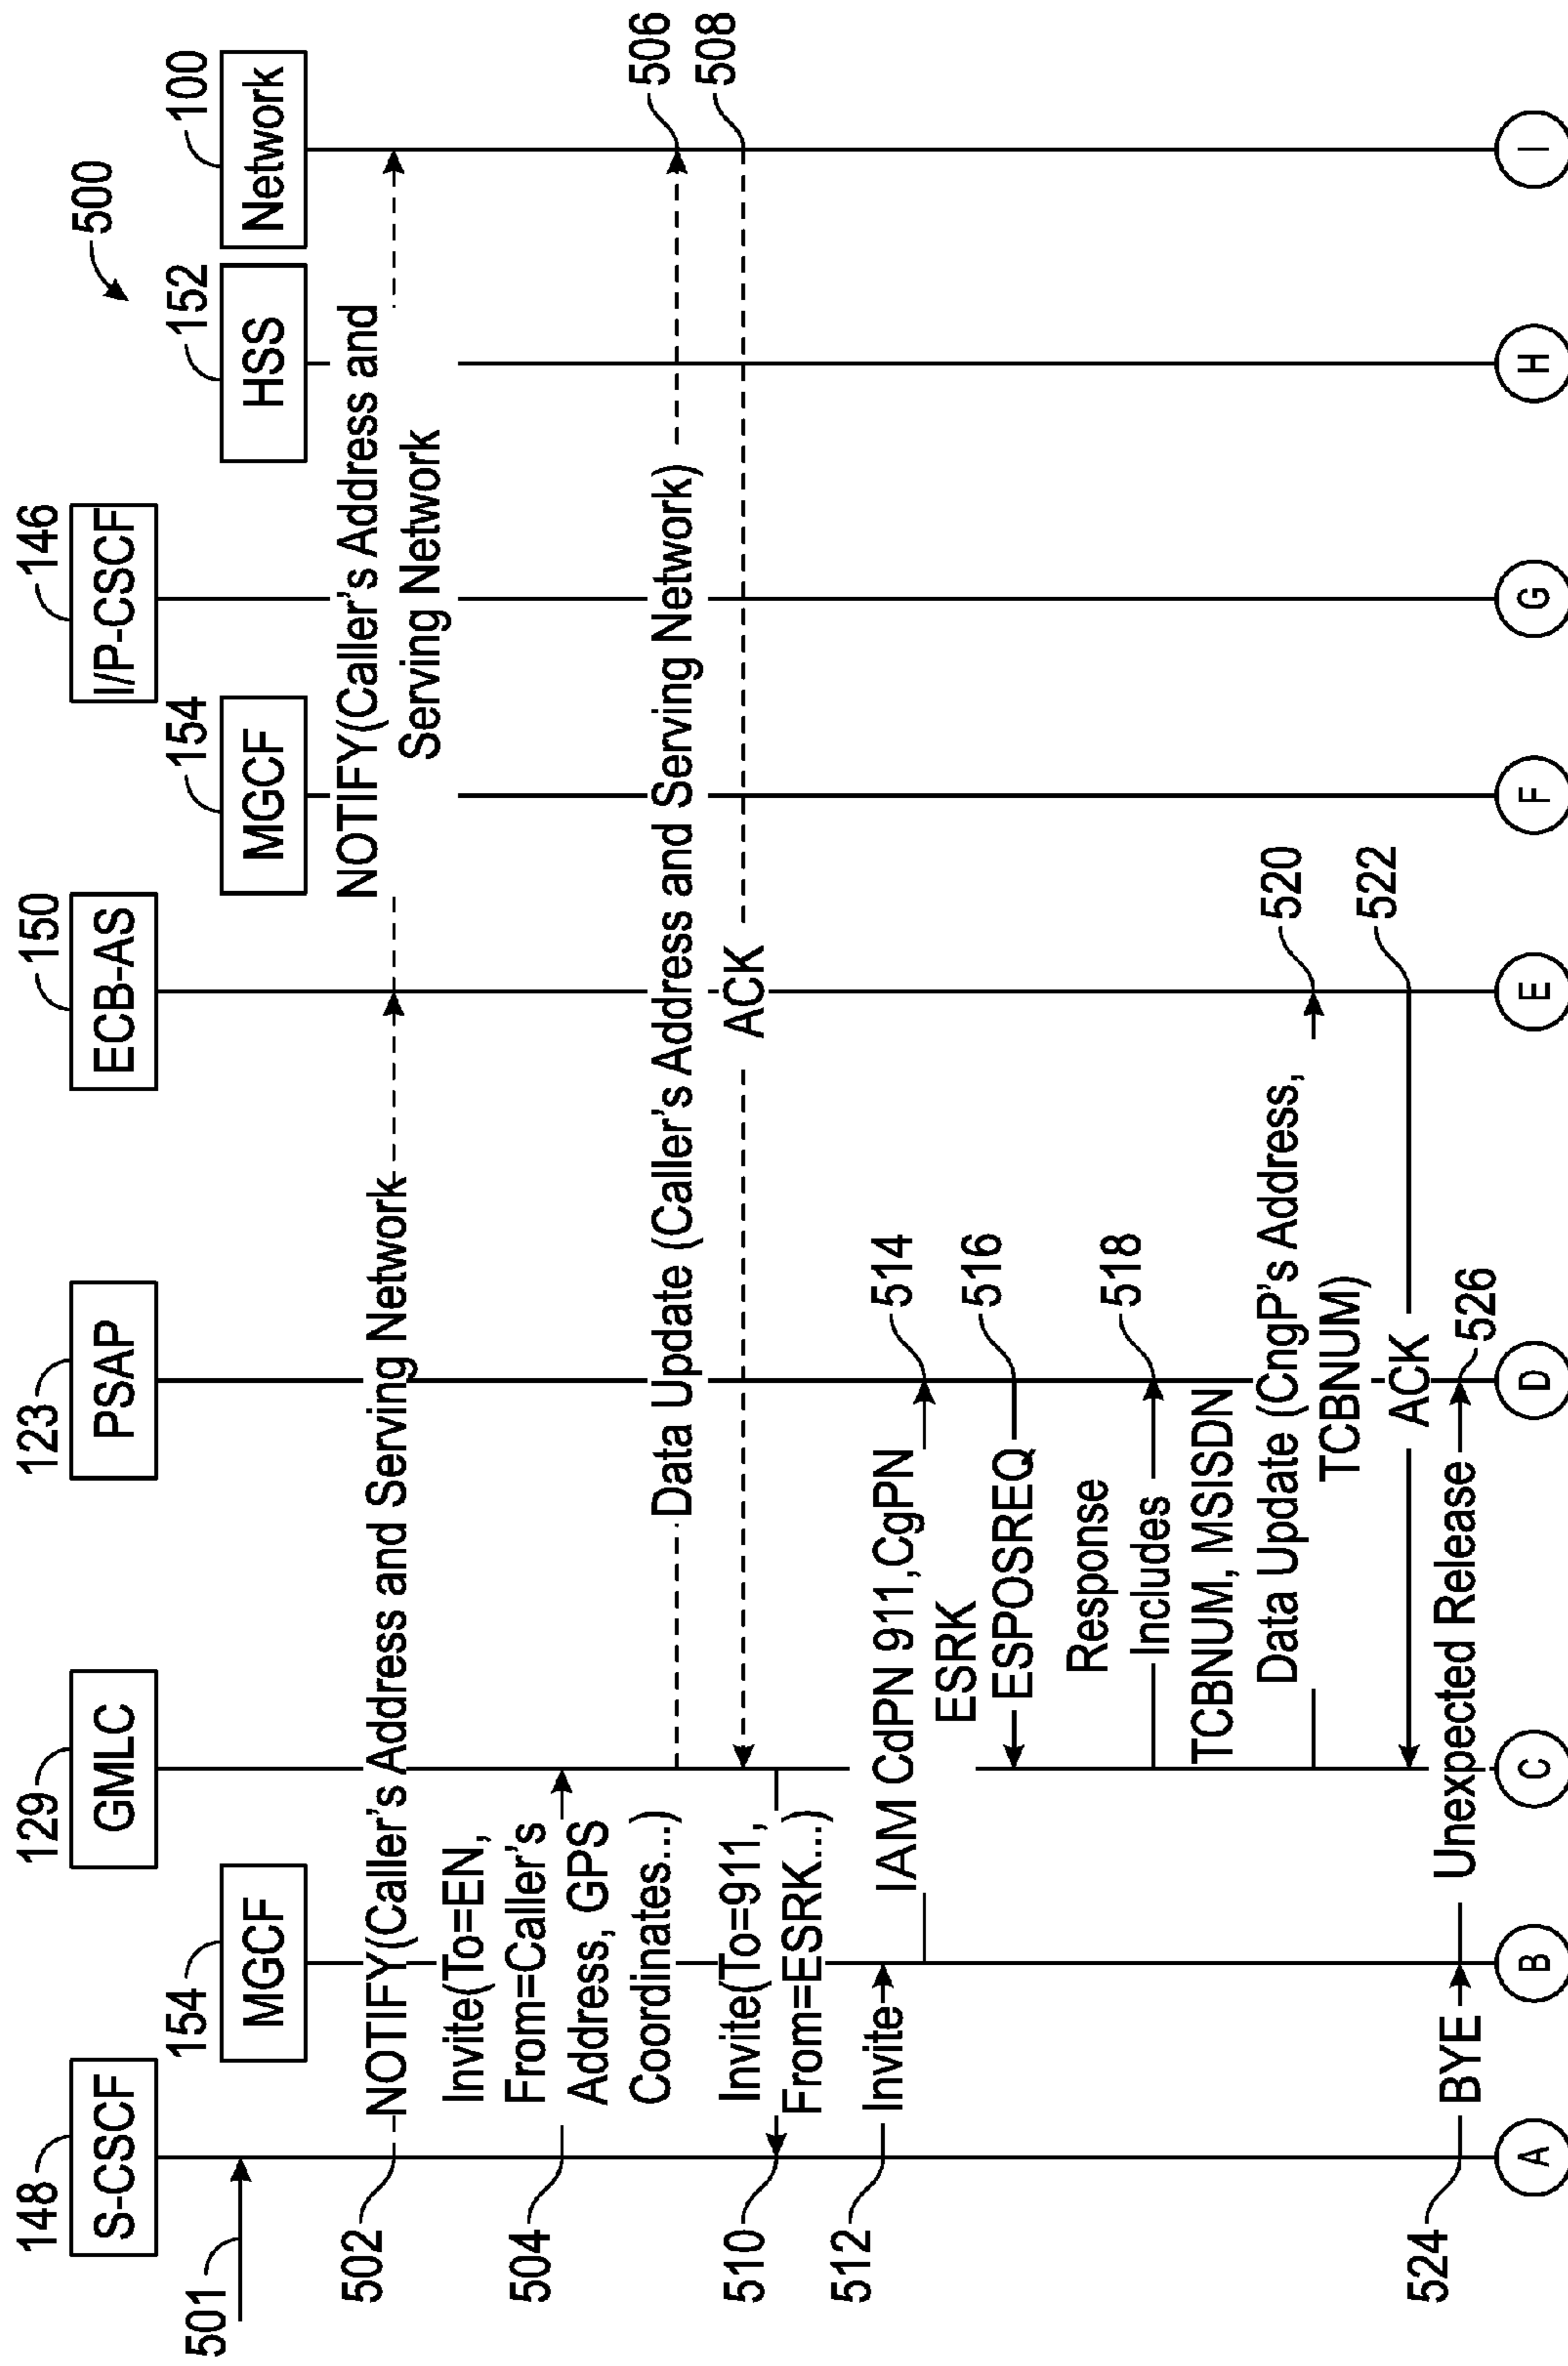 500
148
S-CSCF
154
MGCF
129
GMLC
123
PSAP
150
ECB-AS
154
MGCF
146
I/P-CSCF
152
HSS
100
Network
501
502
NOTIFY(Caller's Address and Serving Network
NOTIFY(Caller's Address and
Serving Network
504
Invite(To=EN,
From=Caller's
Address, GPS
Coordinates...)
Data Update (Caller's Address and Serving Network)
506
ACK
508
510
Invite(To=911,
From=ESRK...)
512
Invite
IAM CdPN 911,CgPN
ESRK
514
ESPOSREQ
516
Response
Includes
TCBNUM, MSISDN
518
Data Update (CngP's Address,
TCBNUM)
520
ACK
522
524
BYE
Unexpected Release
526
A
B
C
D
E
F
G
H
I